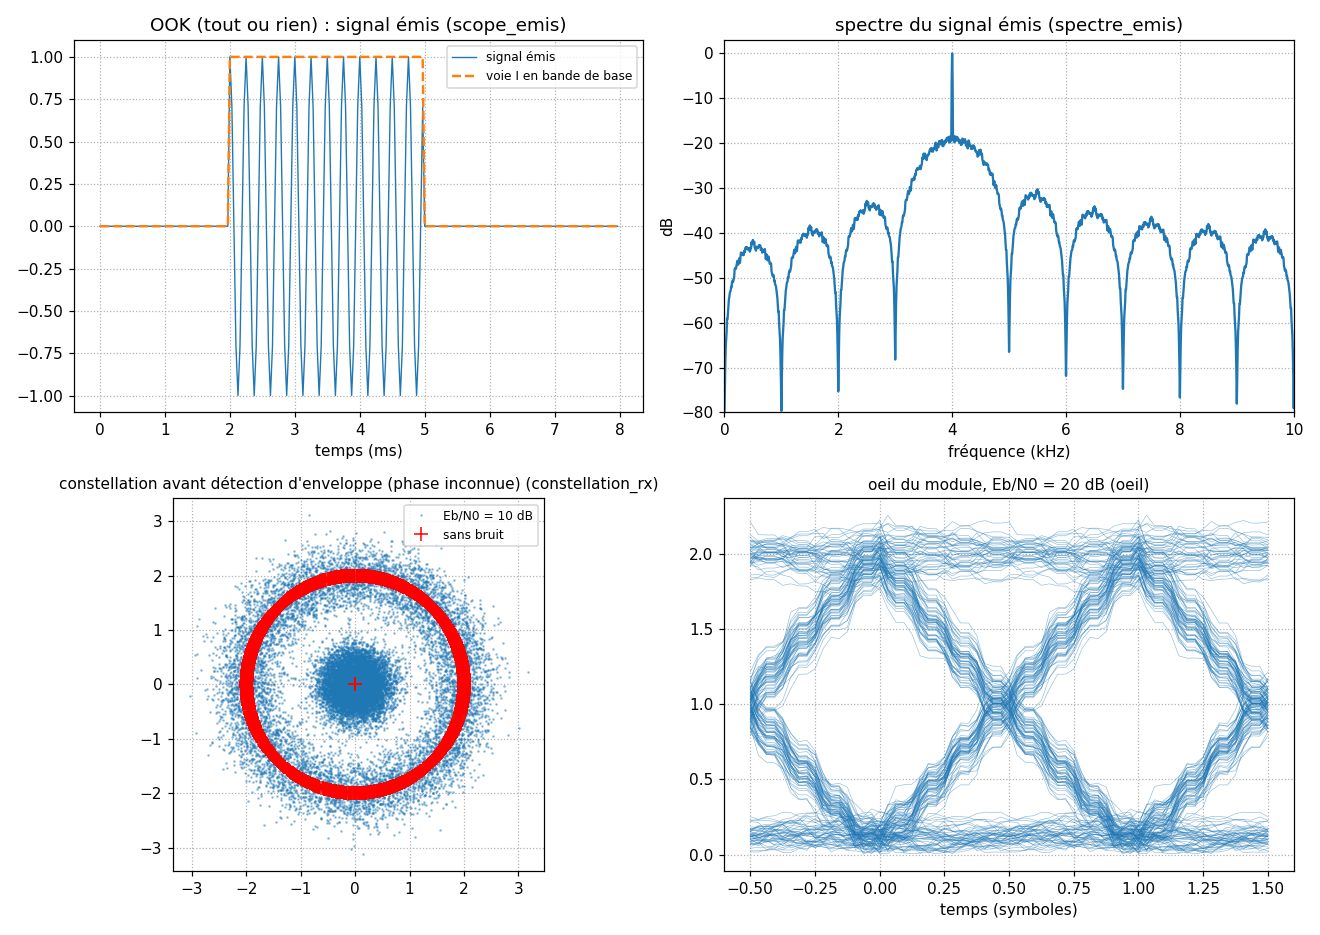 OOK (tout ou rien) : signal émis (scope_emis)
1.00
0.75
0.50
0.25
0.00
−0.25
−0.50
−0.75
−1.00
signal émis
voie I en bande de base
0 1 2 3 4 5 6 7 8
temps (ms)
spectre du signal émis (spectre_emis)
dB
0
−10
−20
−30
−40
−50
−60
−70
−80
0 2 4 6 8 10
fréquence (kHz)
constellation avant détection d'enveloppe (phase inconnue) (constellation_rx)
3
2
1
0
−1
−2
−3
Eb/N0 = 10 dB
sans bruit
−3 −2 −1 0 1 2 3
oeil du module, Eb/N0 = 20 dB (oeil)
2.0
1.5
1.0
0.5
0.0
−0.50 −0.25 0.00 0.25 0.50 0.75 1.00 1.25 1.50
temps (symboles)